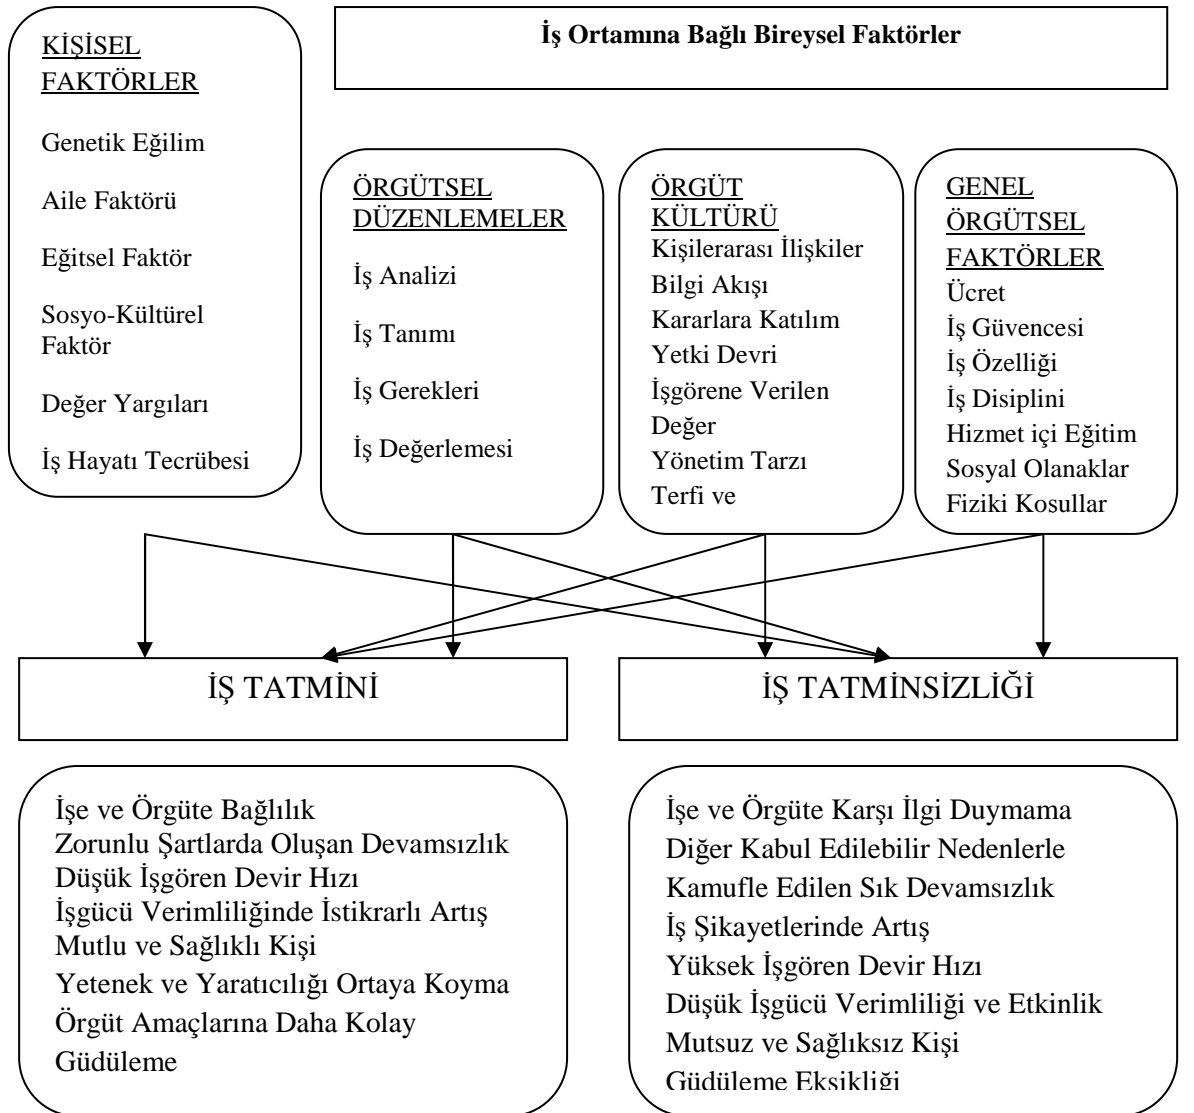 KİŞİSEL
FAKTÖRLER
Genetik Eğilim
Aile Faktörü
Eğitsel Faktör
Sosyo-Kültürel
Faktör
Değer Yargıları
İş Hayatı Tecrübesi
İş Ortamına Bağlı Bireysel Faktörler
ÖRGÜTSEL
DÜZENLEMELER
İş Analizi
İş Tanımı
İş Gerekleri
İş Değerlemesi
ÖRGÜT
KÜLTÜRÜ
Kişilerarası İlişkiler
Bilgi Akışı
Kararlara Katılım
Yetki Devri
İşgörene Verilen
Değer
Yönetim Tarzı
Terfi ve
GENEL
ÖRGÜTSEL
FAKTÖRLER
Ücret
İş Güvencesi
İş Özelliği
İş Disiplini
Hizmet içi Eğitim
Sosyal Olanaklar
Fiziki Kosullar
İŞ TATMİNİ
İŞ TATMİNSİZLİĞİ
İşe ve Örgüte Bağlılık
Zorunlu Şartlarda Oluşan Devamsızlık
Düşük İşgören Devir Hızı
İşgücü Verimliliğinde İstikrarlı Artış
Mutlu ve Sağlıklı Kişi
Yetenek ve Yaratıcılığı Ortaya Koyma
Örgüt Amaçlarına Daha Kolay
Güdüleme
İşe ve Örgüte Karşı İlgi Duymama
Diğer Kabul Edilebilir Nedenlerle
Kamufle Edilen Sık Devamsızlık
İş Şikayetlerinde Artış
Yüksek İşgören Devir Hızı
Düşük İşgücü Verimliliği ve Etkinlik
Mutsuz ve Sağlıksız Kişi
Güdüleme Eksikliği